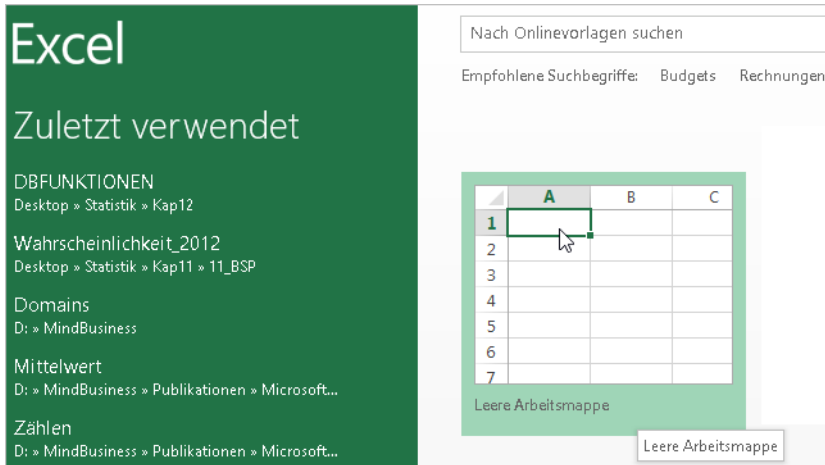 Excel
Zuletzt verwendet
DBFUNKTIONEN
Desktop » Statistik » Kap12
Wahrscheinlichkeit_2012
Desktop » Statistik » Kap11 » 11_BSP
Domains
D: » MindBusiness
Mittelwert
D: » MindBusiness » Publikationen » Microsoft...
Zählen
D: » MindBusiness » Publikationen » Microsoft...
Nach Onlinevorlagen suchen
Empfohlene Suchbegriffe: Budgets Rechnungen
A B C
1
2
3
4
5
6
7
Leere Arbeitsmappe
Leere Arbeitsmappe